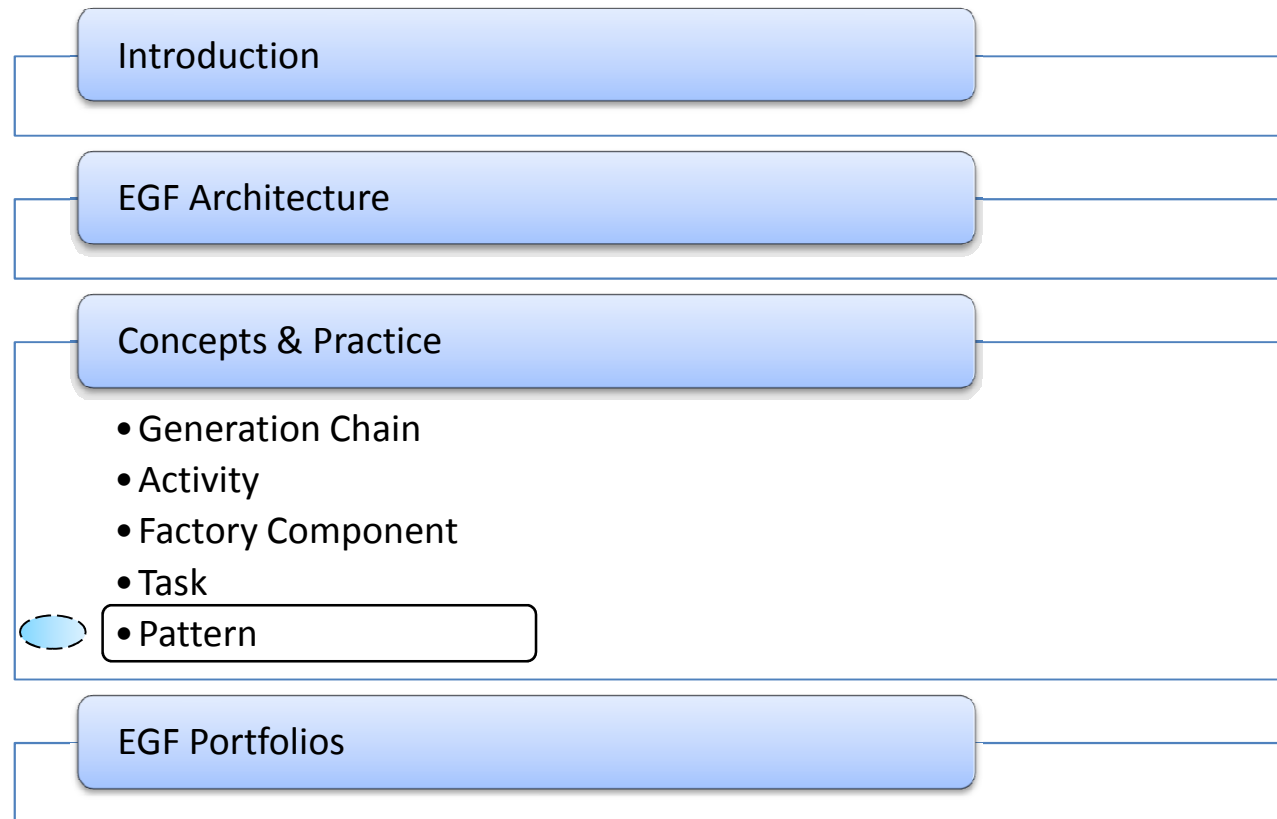 Introduction
EGF Architecture
Concepts & Practice
• Generation Chain
• Activity
• Factory Component
• Task
• Pattern
EGF Portfolios